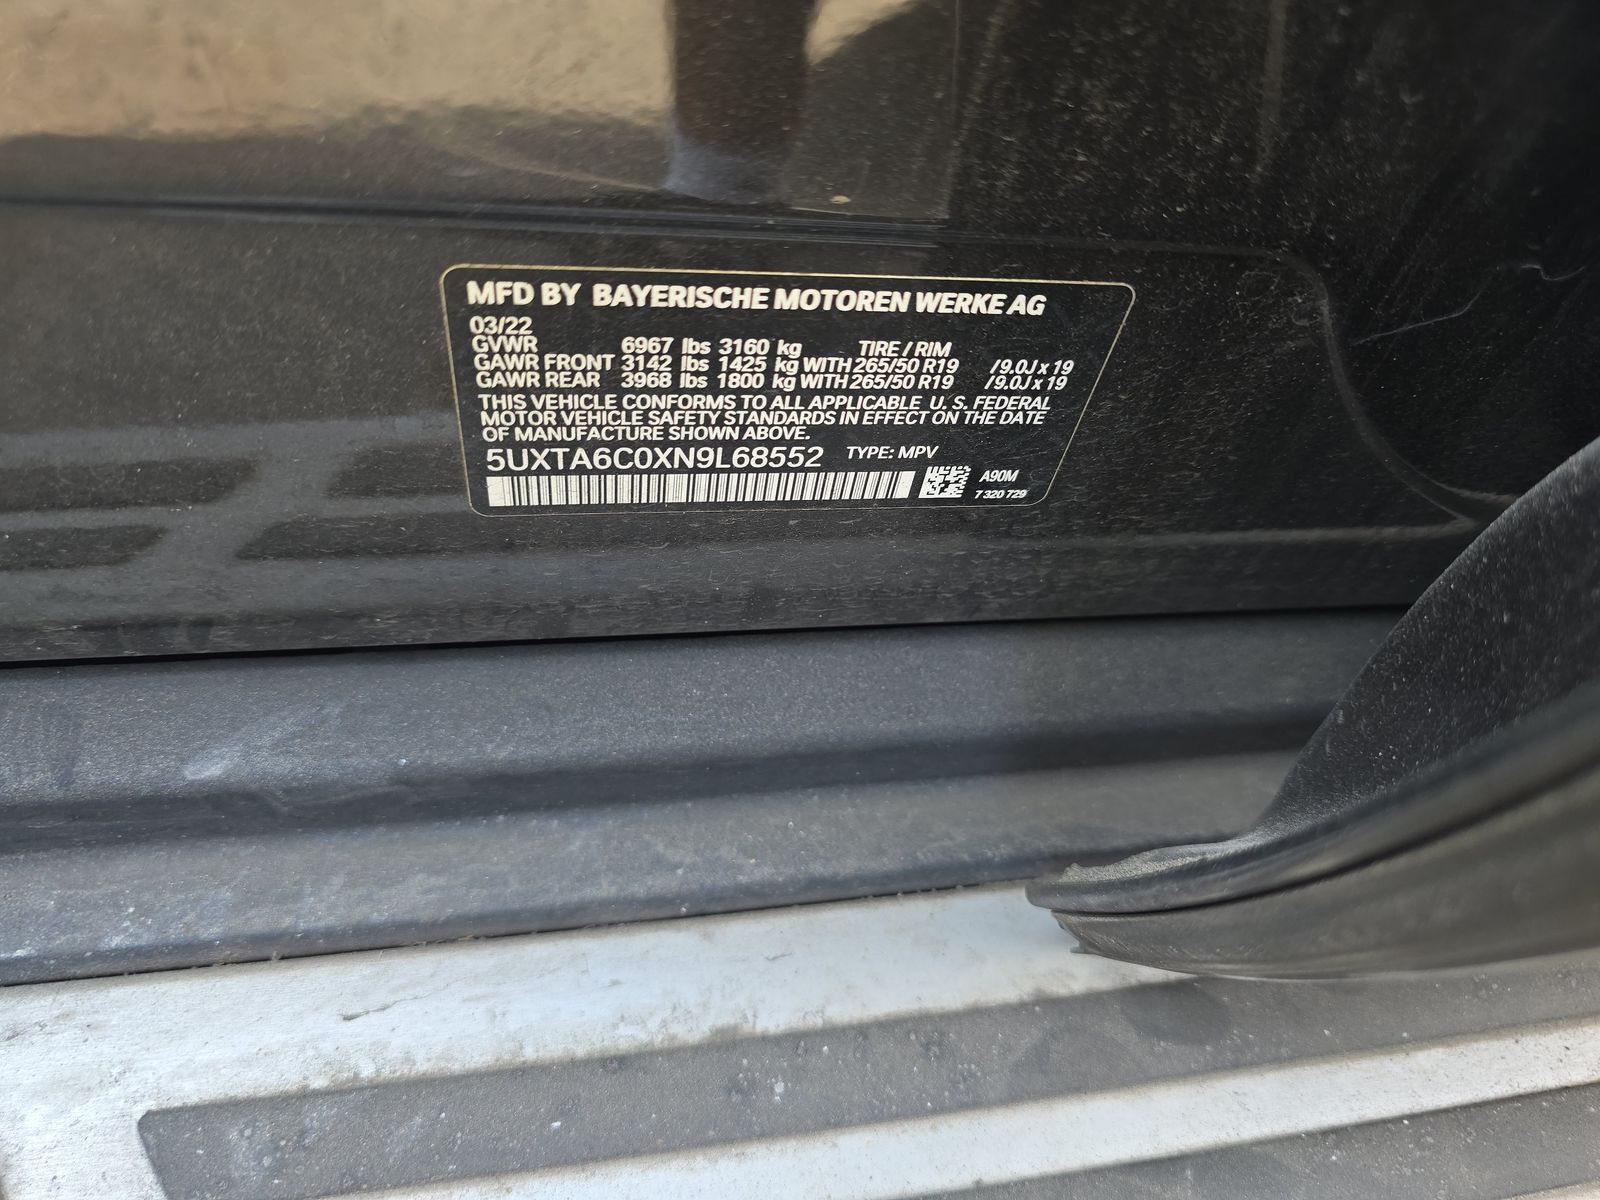 MFD BY BAYERISCHE MOTOREN WERKE AG
03/22
GVWR 6967 lbs 3160 kg TIRE / RIM
GAWR FRONT 3142 lbs 1425 kg WITH 265/50 R19 /9.0J x 19
GAWR REAR 3968 lbs 1800 kg WITH 265/50 R19 /9.0J x 19
THIS VEHICLE CONFORMS TO ALL APPLICABLE U.S. FEDERAL
MOTOR VEHICLE SAFETY STANDARDS IN EFFECT ON THE DATE
OF MANUFACTURE SHOWN ABOVE.
5UXTA6C0XN9L68552 TYPE: MPV
A90M
7 320 729